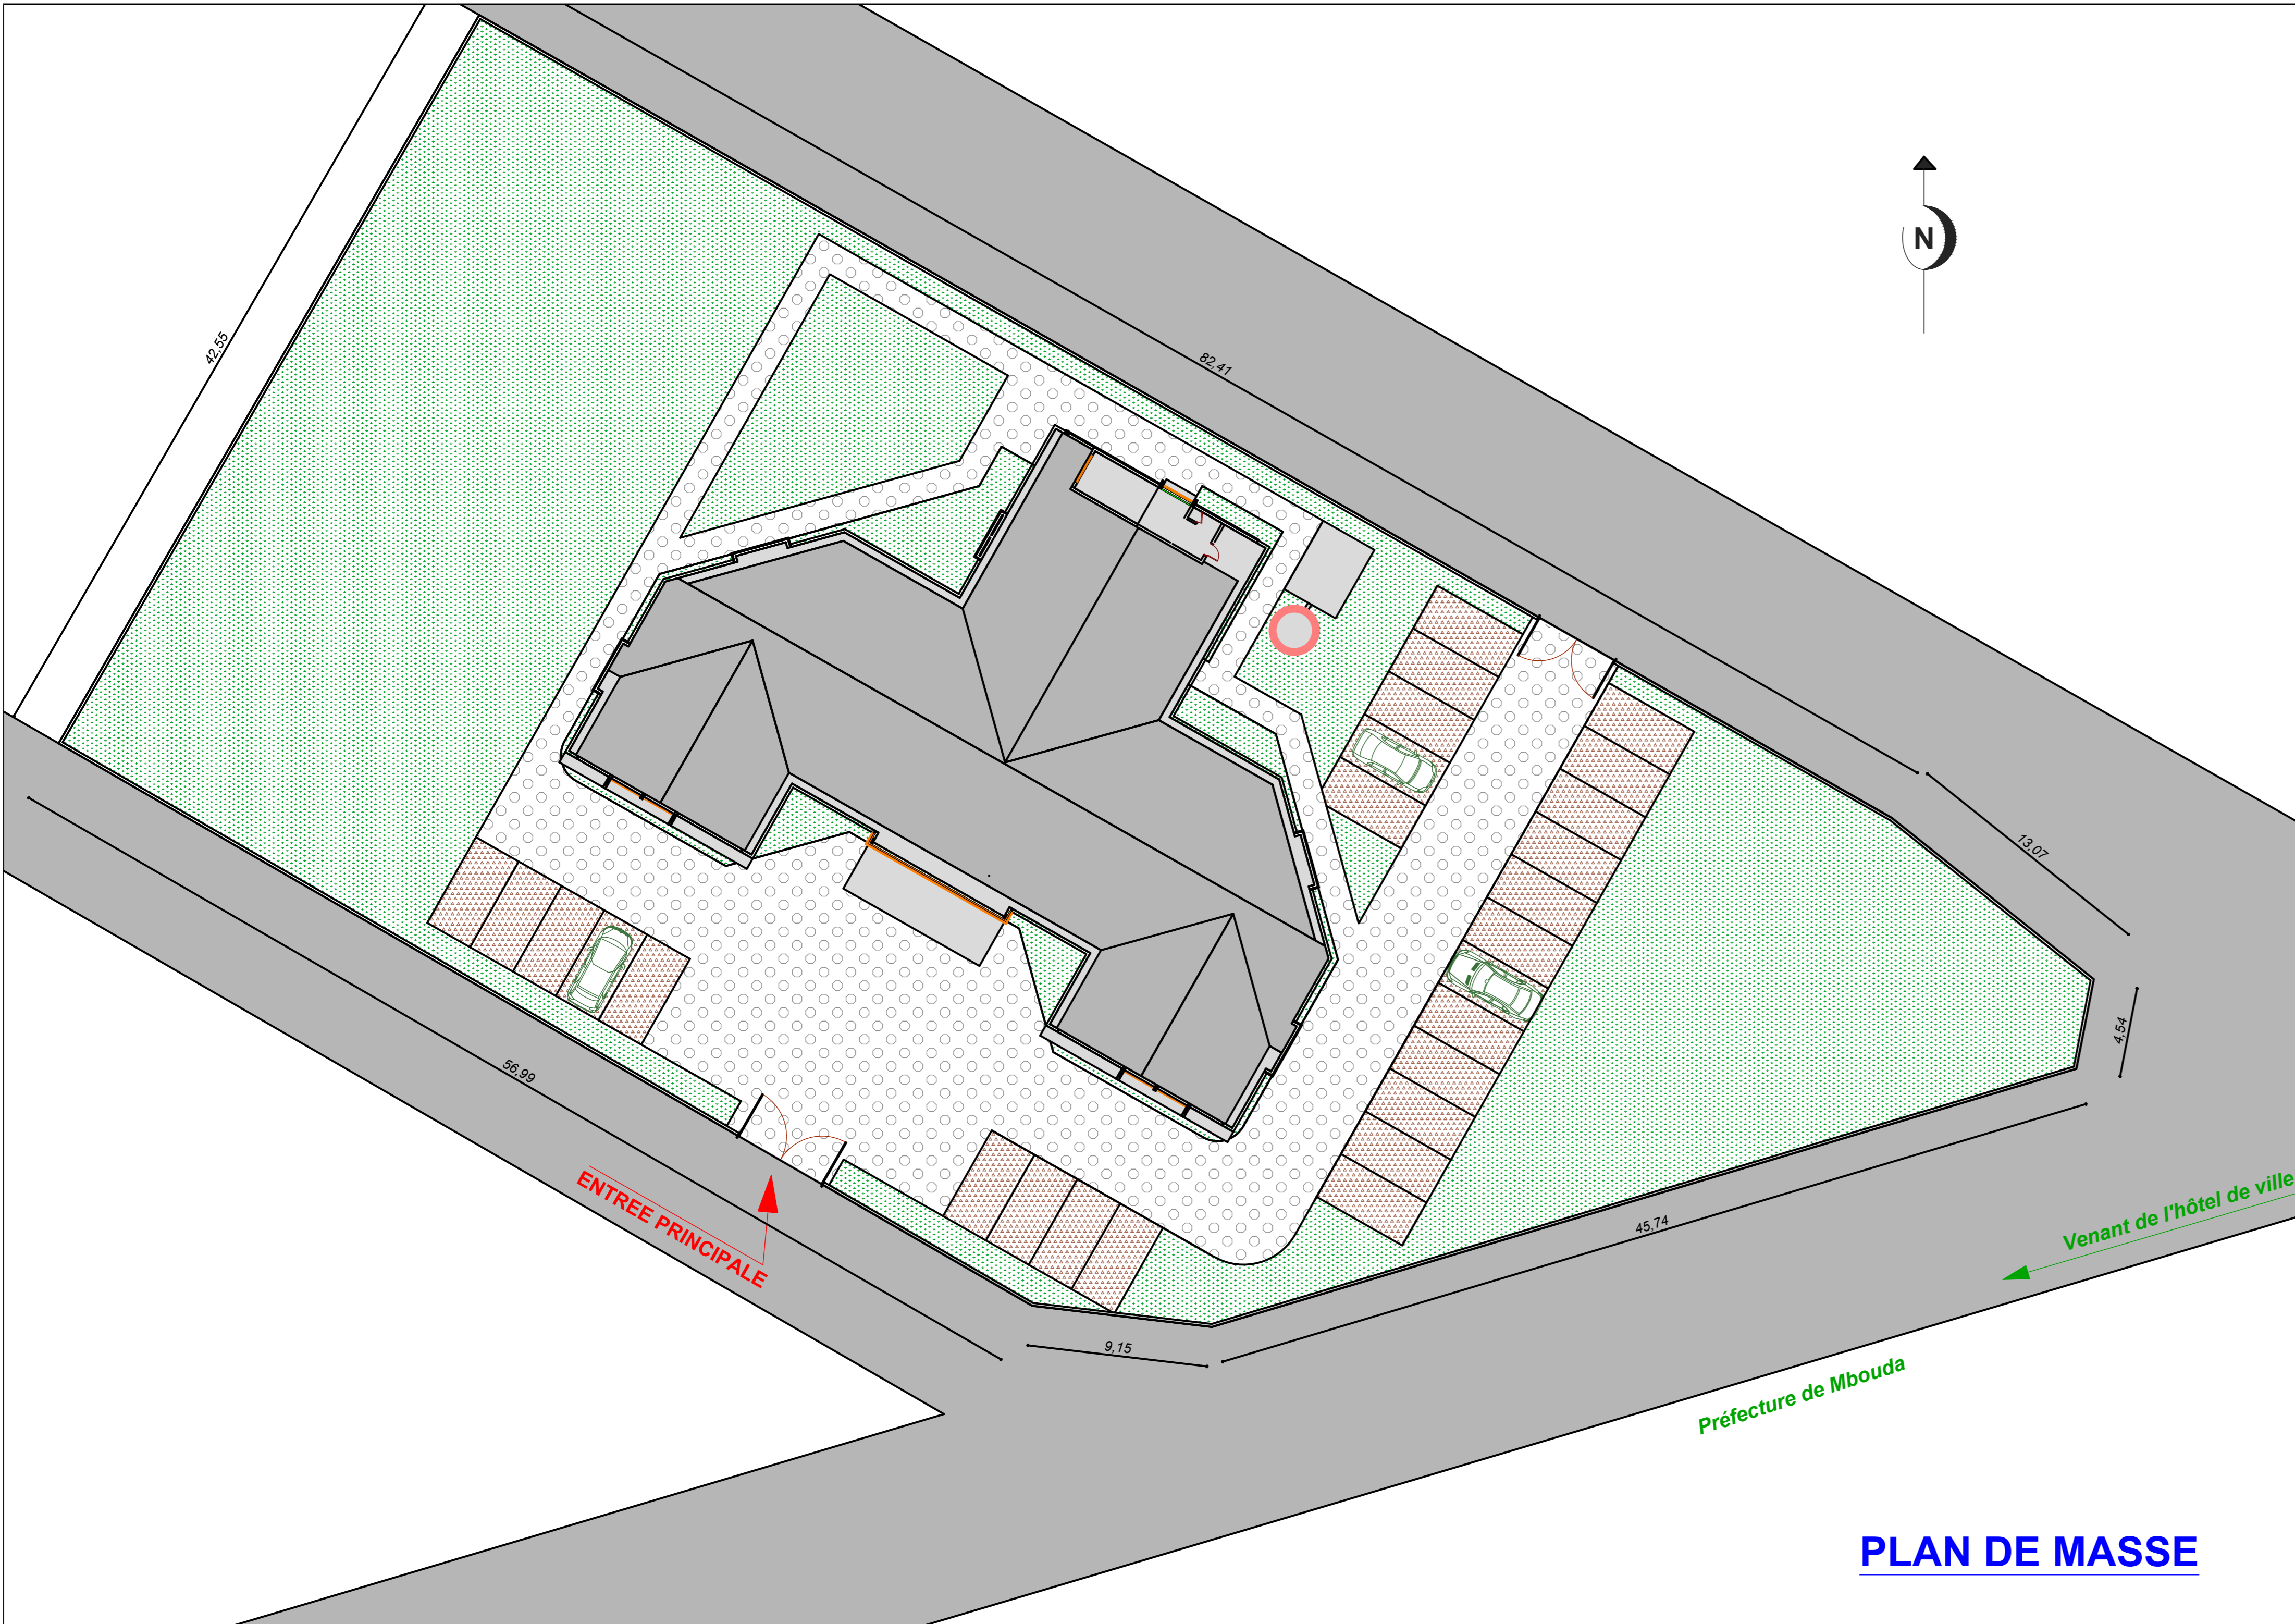 N
42,55
82,41
13,07
4,54
56,99
ENTREE PRINCIPALE
45,74
Venant de l'hôtel de ville
9,15
Préfecture de Mbouda
PLAN DE MASSE